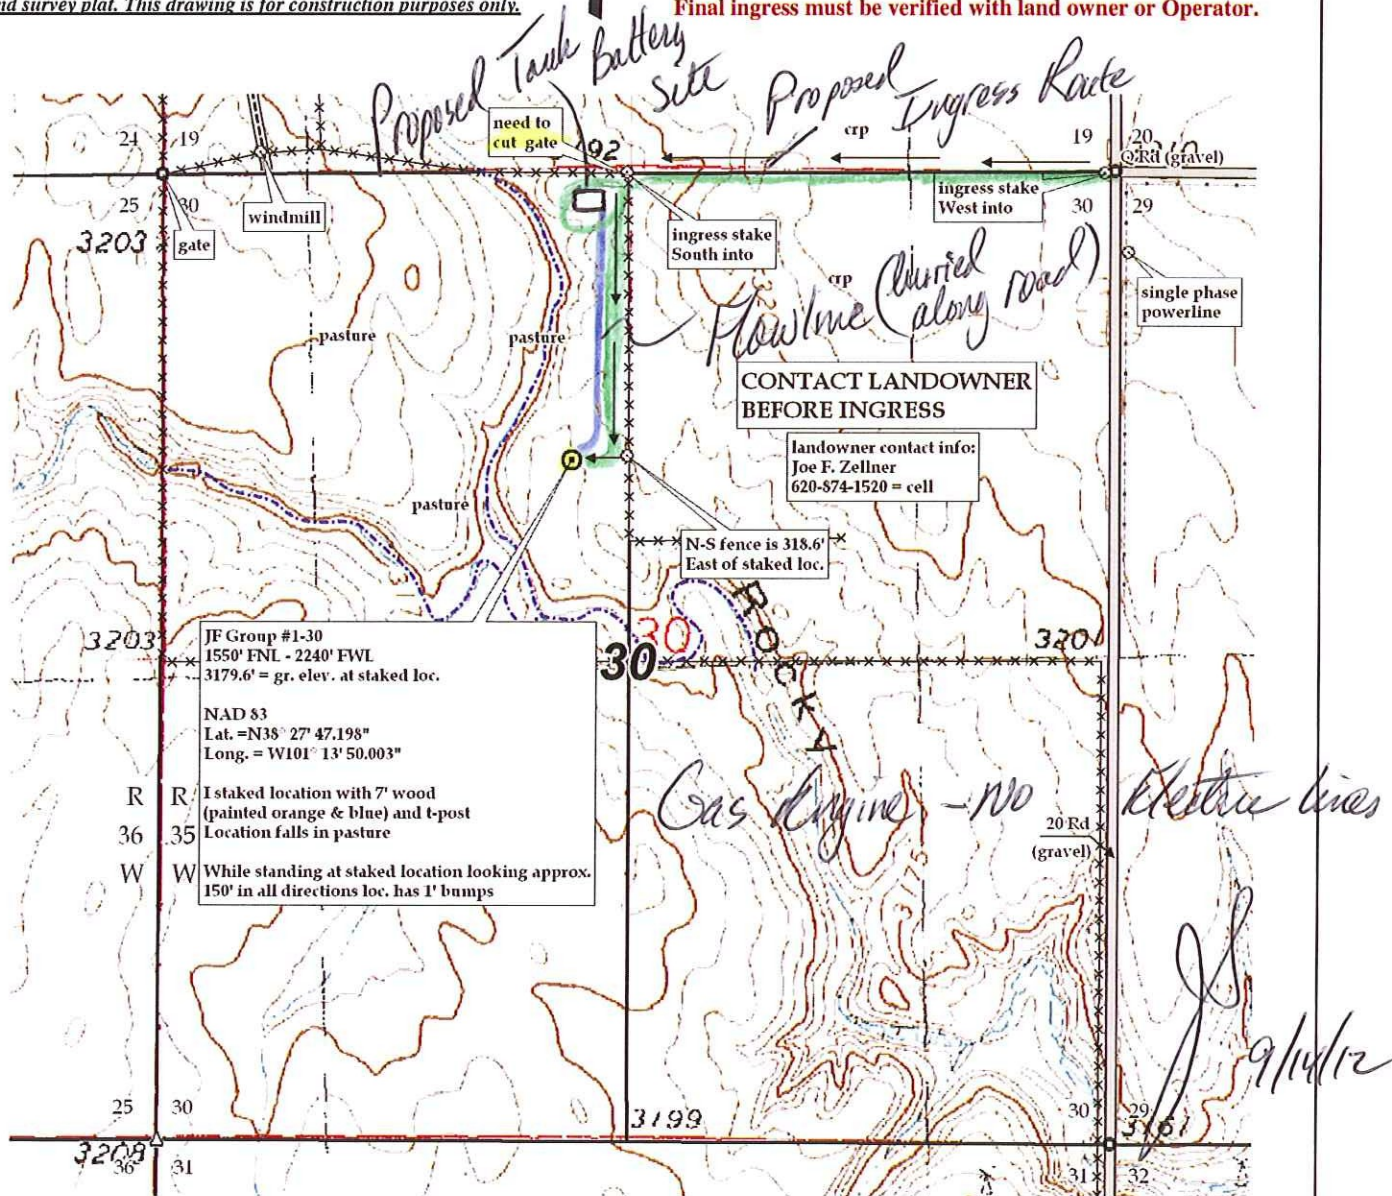 nd survey plat. This drawing is for construction purposes only.
Final ingress must be verified with land owner or Operator.
Proposed Tank Battery
Site
Proposed Ingress Route
need to
cut gate
crp
24 19
19 20
Q Rd (gravel)
25 30
30 29
3203
gate
windmill
ingress stake
West into
ingress stake
South into
crp
Flowline (burried
along road)
single phase
powerline
pasture
pasture
CONTACT LANDOWNER
BEFORE INGRESS
landowner contact info:
Joe F. Zellner
620-874-1520 = cell
pasture
N-S fence is 318.6'
East of staked loc.
3203
30
30
320
ROCKY
JF Group #1-30
1550' FNL - 2240' FWL
3179.6' = gr. elev. at staked loc.
NAD 83
Lat. =N38° 27' 47.198"
Long. = W101° 13' 50.003"
I staked location with 7' wood
(painted orange & blue) and t-post
Location falls in pasture
While standing at staked location looking approx.
150' in all directions loc. has 1' bumps
R R
36 35
W W
Gas Engine - No Electric lines
20 Rd
(gravel)
3175
9/14/12
25 30
3199
30 29
3161
3208
36 31
31 32